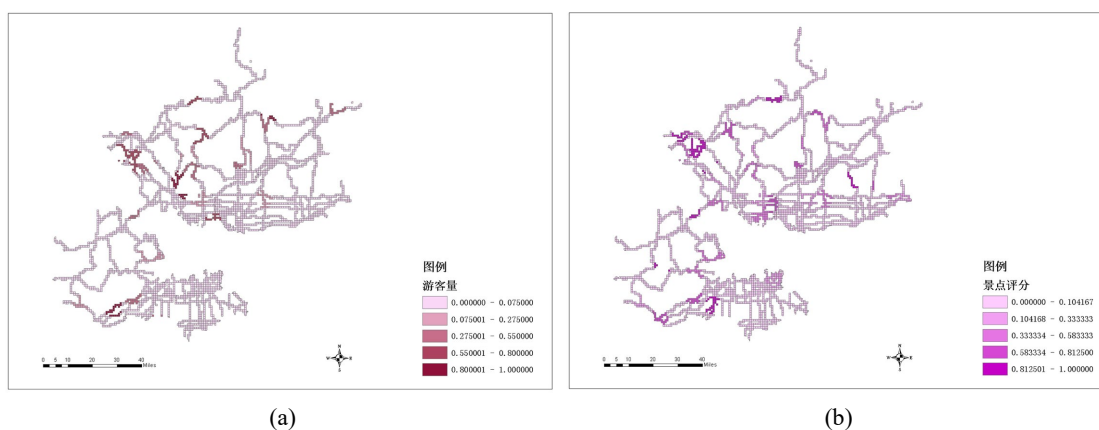 图例
游客量
0.000000 - 0.075000
0.075001 - 0.275000
0.275001 - 0.550000
0.550001 - 0.800000
0.800001 - 1.000000
0 5 10 20 30 40
Miles
N
W E
S
(a)
图例
景点评分
0.000000 - 0.104167
0.104168 - 0.333333
0.333334 - 0.583333
0.583334 - 0.812500
0.812501 - 1.000000
0 5 10 20 30 40
Miles
N
W E
S
(b)